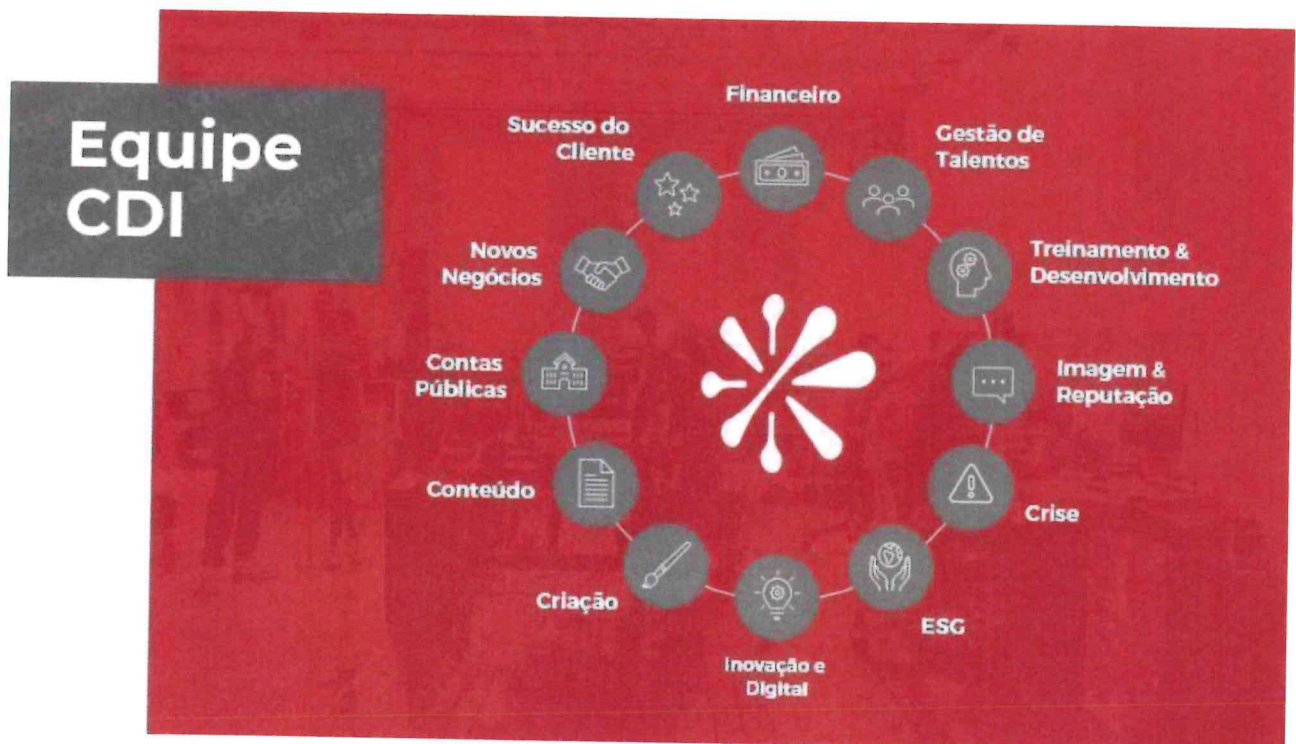 Equipe
CDI
Financeiro
Gestão de
Talentos
Treinamento &
Desenvolvimento
Imagem &
Reputação
Crise
ESG
Inovação e
Digital
Criação
Conteúdo
Contas
Públicas
Novos
Negócios
Sucesso do
Cliente